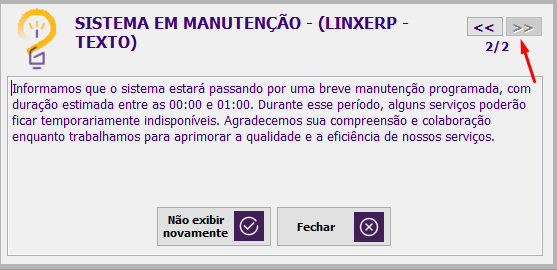 SISTEMA EM MANUTENÇÃO - (LINXERP -
TEXTO)
<< >>
2/2
Informamos que o sistema estará passando por uma breve manutenção programada, com
duração estimada entre as 00:00 e 01:00. Durante esse período, alguns serviços poderão
ficar temporariamente indisponíveis. Agradecemos sua compreensão e colaboração
enquanto trabalhamos para aprimorar a qualidade e a eficiência de nossos serviços.
Não exibir
novamente
Fechar